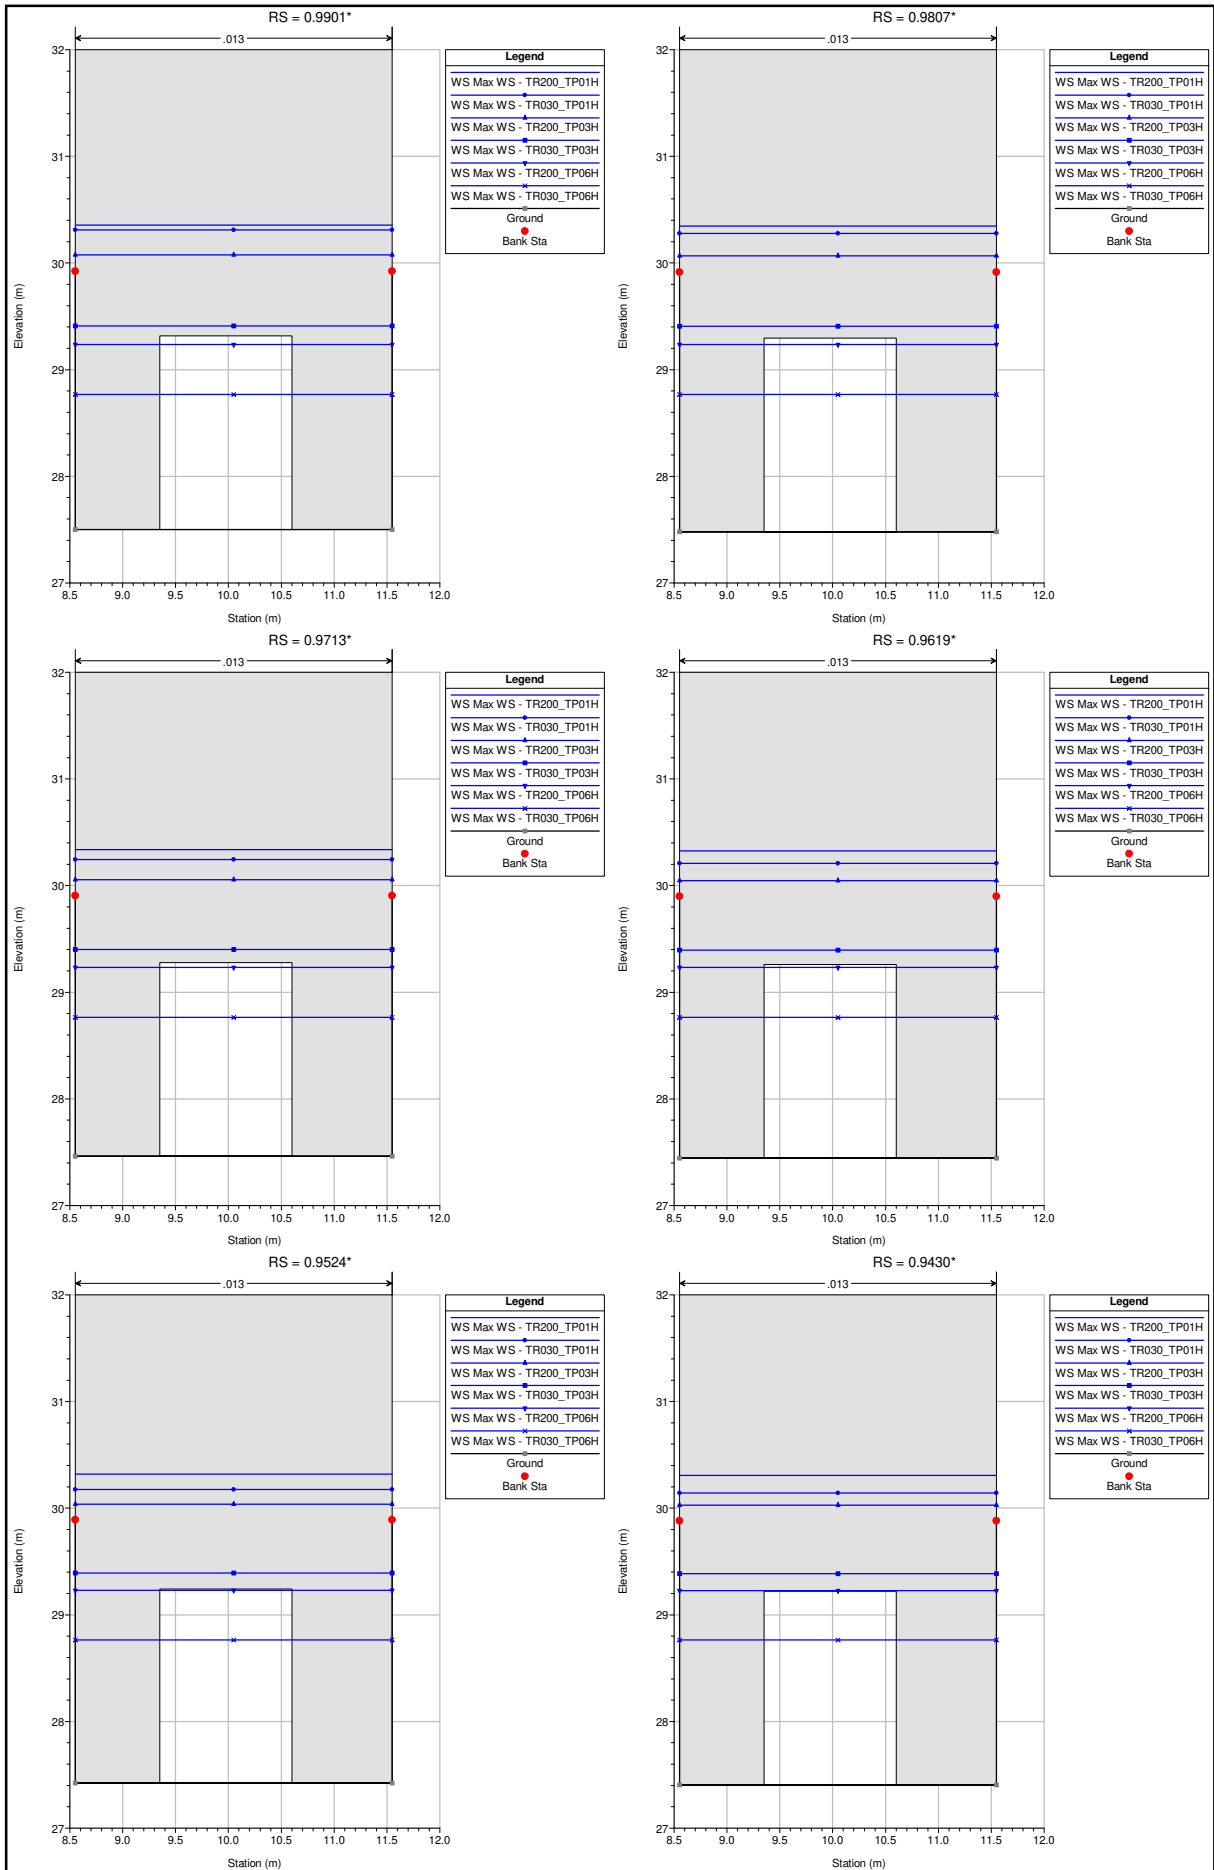 RS = 0.9901*
.013
32
31
30
29
28
27
Elevation (m)
8.5 9.0 9.5 10.0 10.5 11.0 11.5 12.0
Station (m)
Legend
WS Max WS - TR200_TP01H
WS Max WS - TR030_TP01H
WS Max WS - TR200_TP03H
WS Max WS - TR030_TP03H
WS Max WS - TR200_TP06H
WS Max WS - TR030_TP06H
Ground
Bank Sta
RS = 0.9807*
.013
32
31
30
29
28
27
Elevation (m)
8.5 9.0 9.5 10.0 10.5 11.0 11.5 12.0
Station (m)
Legend
WS Max WS - TR200_TP01H
WS Max WS - TR030_TP01H
WS Max WS - TR200_TP03H
WS Max WS - TR030_TP03H
WS Max WS - TR200_TP06H
WS Max WS - TR030_TP06H
Ground
Bank Sta
RS = 0.9713*
.013
32
31
30
29
28
27
Elevation (m)
8.5 9.0 9.5 10.0 10.5 11.0 11.5 12.0
Station (m)
Legend
WS Max WS - TR200_TP01H
WS Max WS - TR030_TP01H
WS Max WS - TR200_TP03H
WS Max WS - TR030_TP03H
WS Max WS - TR200_TP06H
WS Max WS - TR030_TP06H
Ground
Bank Sta
RS = 0.9619*
.013
32
31
30
29
28
27
Elevation (m)
8.5 9.0 9.5 10.0 10.5 11.0 11.5 12.0
Station (m)
Legend
WS Max WS - TR200_TP01H
WS Max WS - TR030_TP01H
WS Max WS - TR200_TP03H
WS Max WS - TR030_TP03H
WS Max WS - TR200_TP06H
WS Max WS - TR030_TP06H
Ground
Bank Sta
RS = 0.9524*
.013
32
31
30
29
28
27
Elevation (m)
8.5 9.0 9.5 10.0 10.5 11.0 11.5 12.0
Station (m)
Legend
WS Max WS - TR200_TP01H
WS Max WS - TR030_TP01H
WS Max WS - TR200_TP03H
WS Max WS - TR030_TP03H
WS Max WS - TR200_TP06H
WS Max WS - TR030_TP06H
Ground
Bank Sta
RS = 0.9430*
.013
32
31
30
29
28
27
Elevation (m)
8.5 9.0 9.5 10.0 10.5 11.0 11.5 12.0
Station (m)
Legend
WS Max WS - TR200_TP01H
WS Max WS - TR030_TP01H
WS Max WS - TR200_TP03H
WS Max WS - TR030_TP03H
WS Max WS - TR200_TP06H
WS Max WS - TR030_TP06H
Ground
Bank Sta